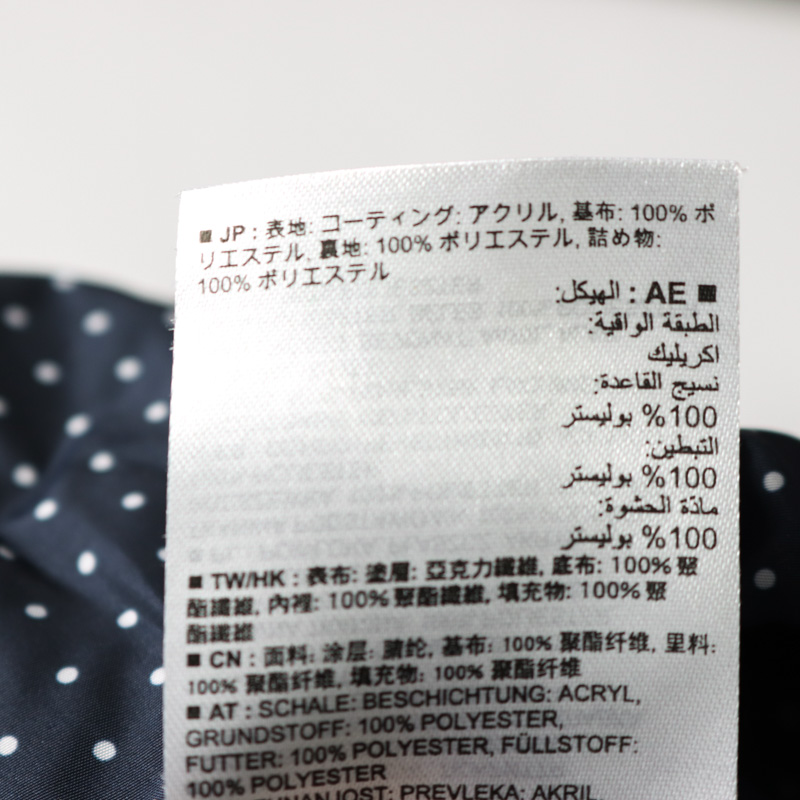 ■ JP : 表地: コーティング: アクリル, 基布: 100% ポ
リエステル, 裏地: 100% ポリエステル, 詰め物:
100% ポリエステル
■ AE : الهيكل:
الطبقة الواقية:
اكريليك
نسيج القاعدة:
100% بوليستر
التبطين:
100% بوليستر
مادة الحشوة:
100% بوليستر
■ TW/HK : 表布: 塗層: 亞克力纖維, 底布: 100% 聚
酯纖維, 內裡: 100% 聚酯纖維, 填充物: 100% 聚
酯纖維
■ CN : 面料: 涂层: 腈纶, 基布: 100% 聚酯纤维, 里料:
100% 聚酯纤维, 填充物: 100% 聚酯纤维
■ AT : SCHALE: BESCHICHTUNG: ACRYL,
GRUNDSTOFF: 100% POLYESTER,
FUTTER: 100% POLYESTER, FÜLLSTOFF:
100% POLYESTER
PREVLEKA: AKRIL